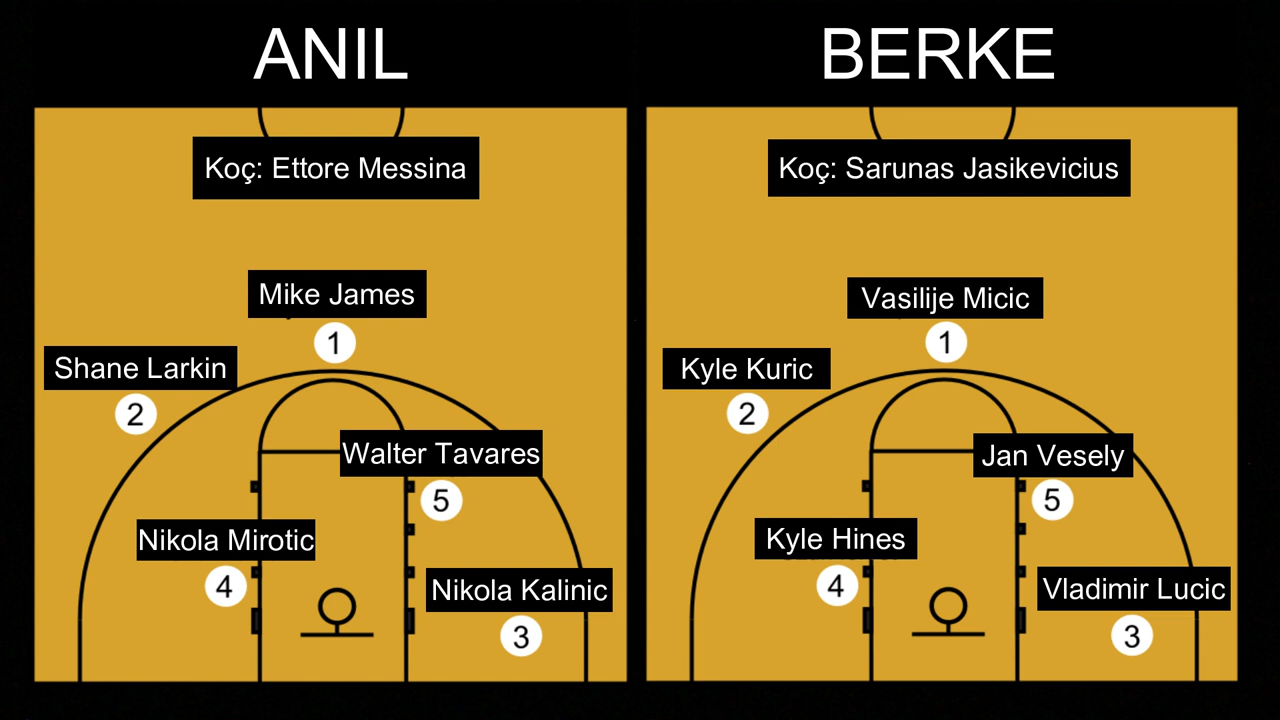 ANIL
Koç: Ettore Messina
Mike James
1
Shane Larkin
2
Walter Tavares
5
Nikola Mirotic
4
Nikola Kalinic
3
BERKE
Koç: Sarunas Jasikevicius
Vasilije Micic
1
Kyle Kuric
2
Jan Vesely
5
Kyle Hines
4
Vladimir Lucic
3